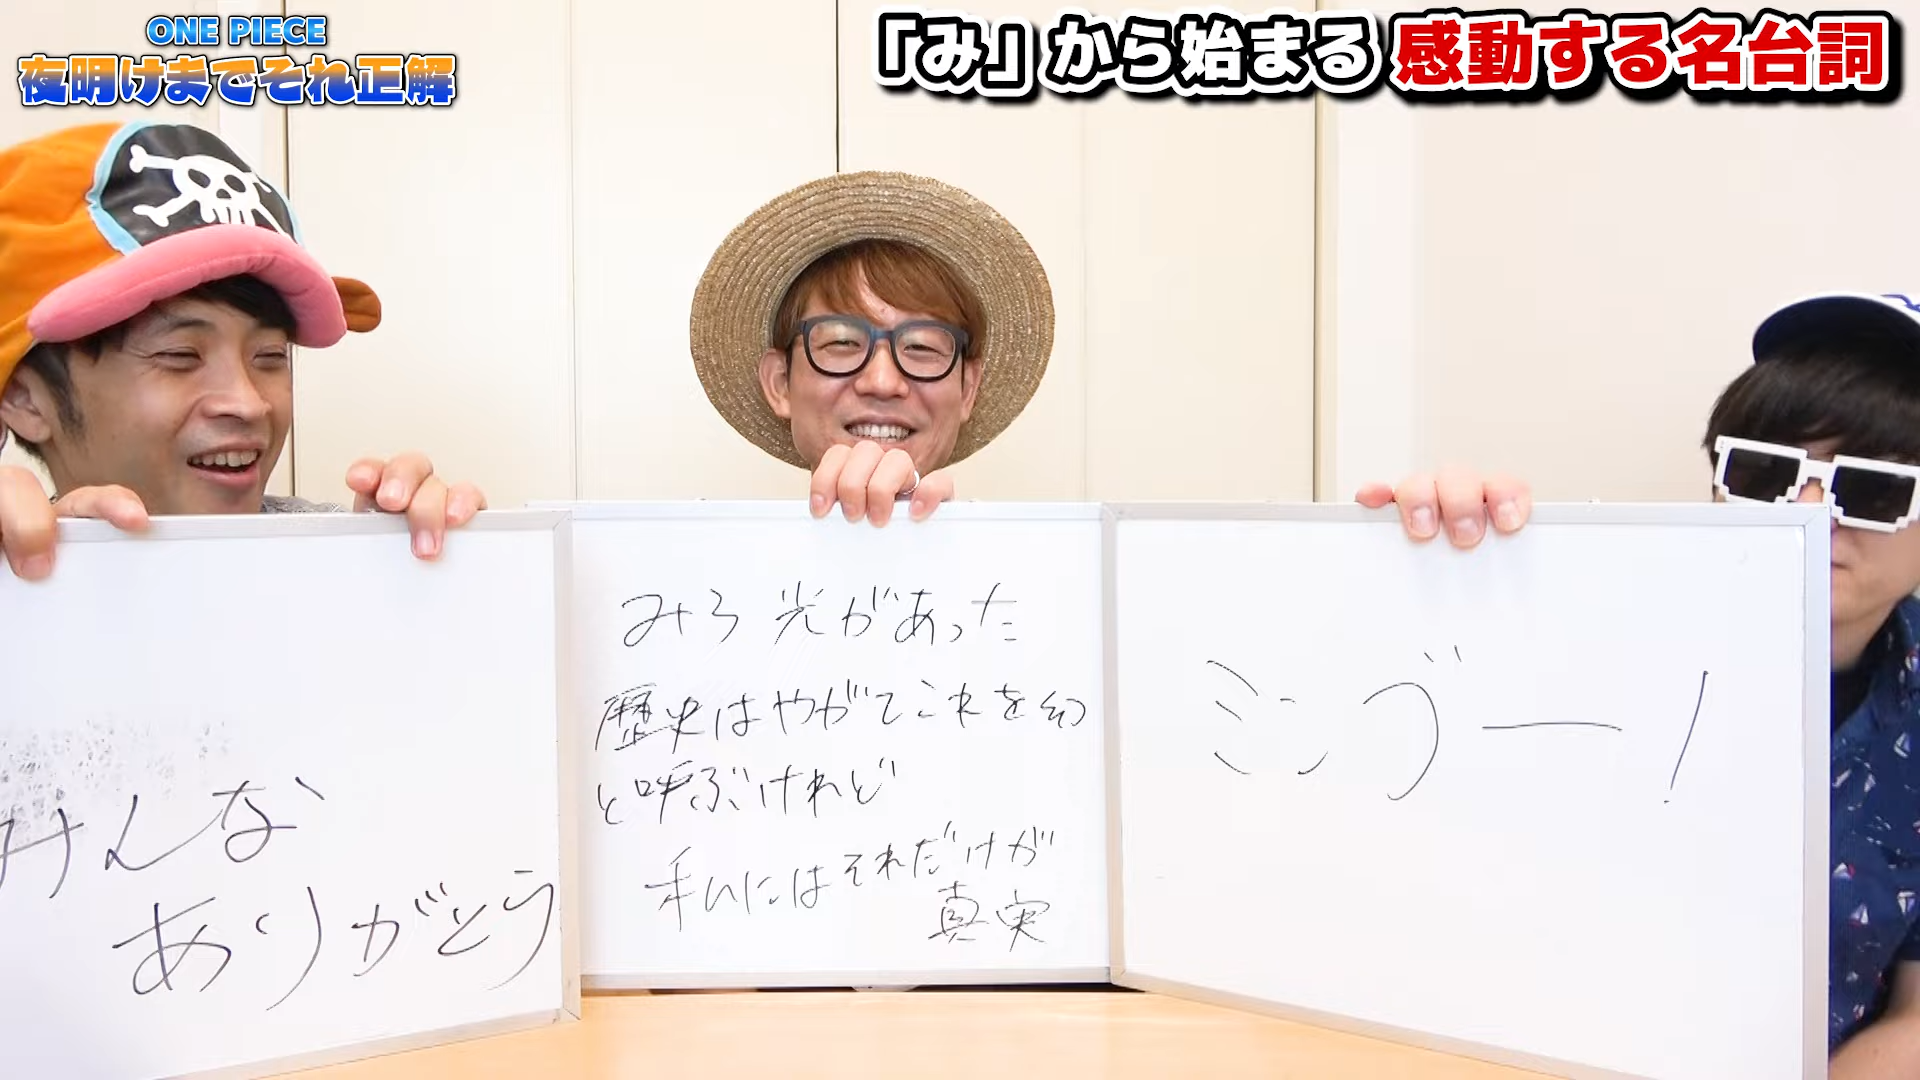 ONE PIECE
夜明けまでそれ正解
「み」から始まる 感動する名台詞
みんな
ありがとう
みろ 光があった
歴史はやがてこれを幻
と呼ぶけれど
私にはそれだけが
真実
ミンゴー!